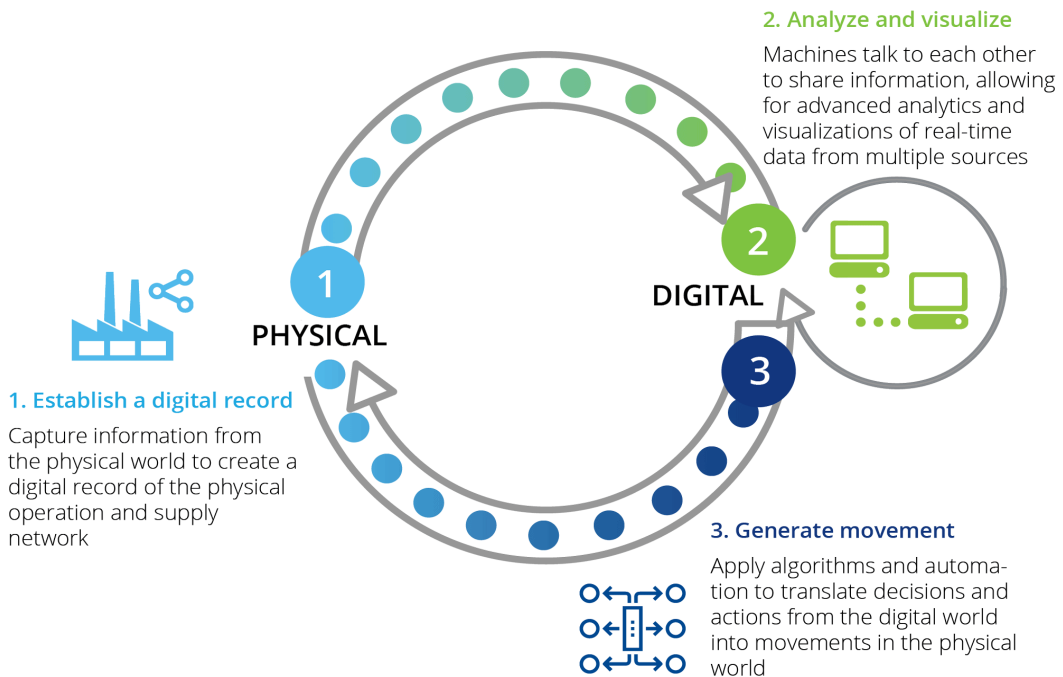 2. Analyze and visualize
Machines talk to each other
to share information, allowing
for advanced analytics and
visualizations of real-time
data from multiple sources
1
PHYSICAL
2
DIGITAL
3
1. Establish a digital record
Capture information from
the physical world to create a
digital record of the physical
operation and supply
network
3. Generate movement
Apply algorithms and automa-
tion to translate decisions and
actions from the digital world
into movements in the physical
world